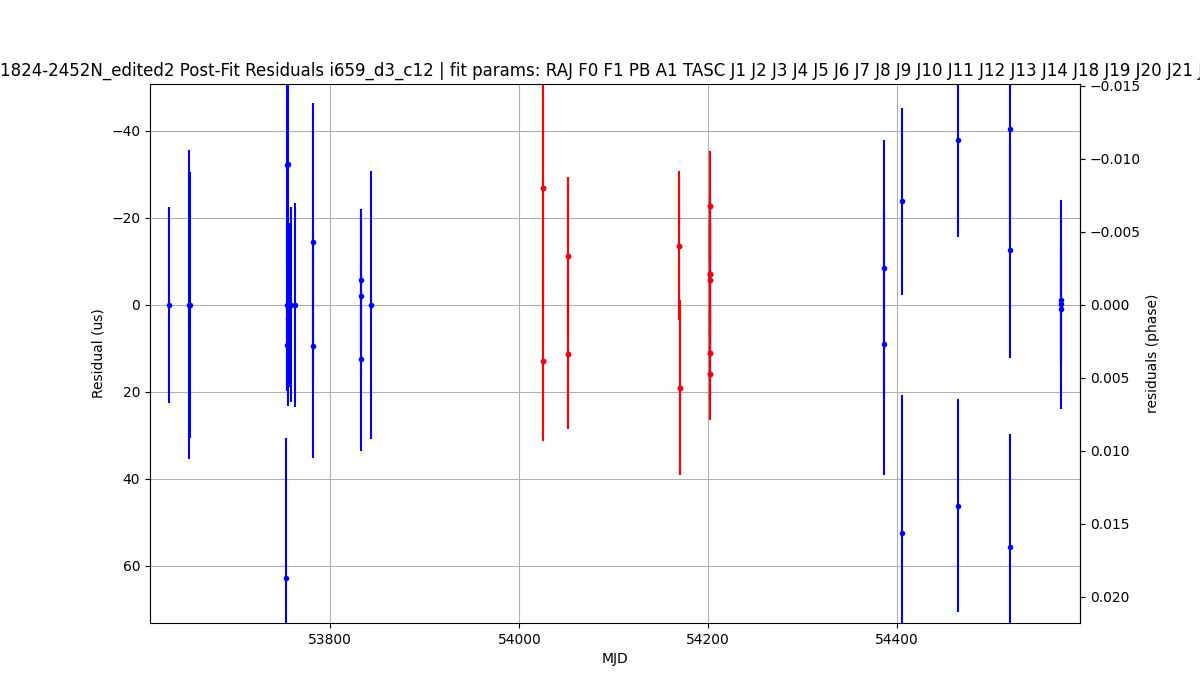 1824-2452N_edited2 Post-Fit Residuals i659_d3_c12 | fit params: RAJ F0 F1 PB A1 TASC J1 J2 J3 J4 J5 J6 J7 J8 J9 J10 J11 J12 J13 J14 J18 J19 J20 J21
−40
−20
0
20
40
60
Residual (us)
−0.015
−0.010
−0.005
0.000
0.005
0.010
0.015
0.020
residuals (phase)
53800 54000 54200 54400
MJD